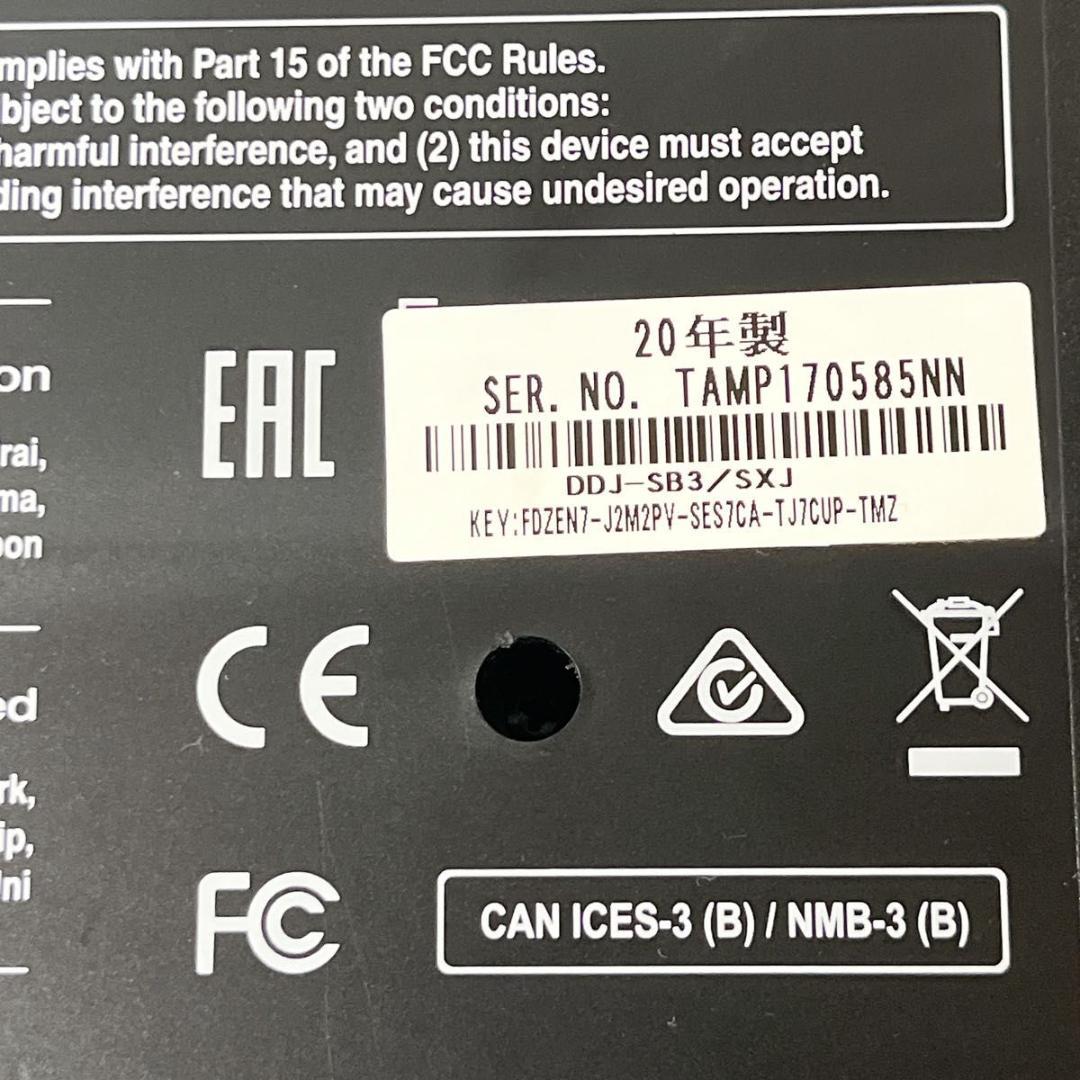 mplies with Part 15 of the FCC Rules.
bject to the following two conditions:
harmful interference, and (2) this device must accept
ding interference that may cause undesired operation.
on
rai,
ma,
pon
EAC
20年製
SER. NO. TAMP170585NN
DDJ-SB3/SXJ
KEY:FDZEN7-J2M2PV-SES7CA-TJ7CUP-TMZ
ed
rk,
ip,
Uni
CE
FC
CAN ICES-3 (B) / NMB-3 (B)